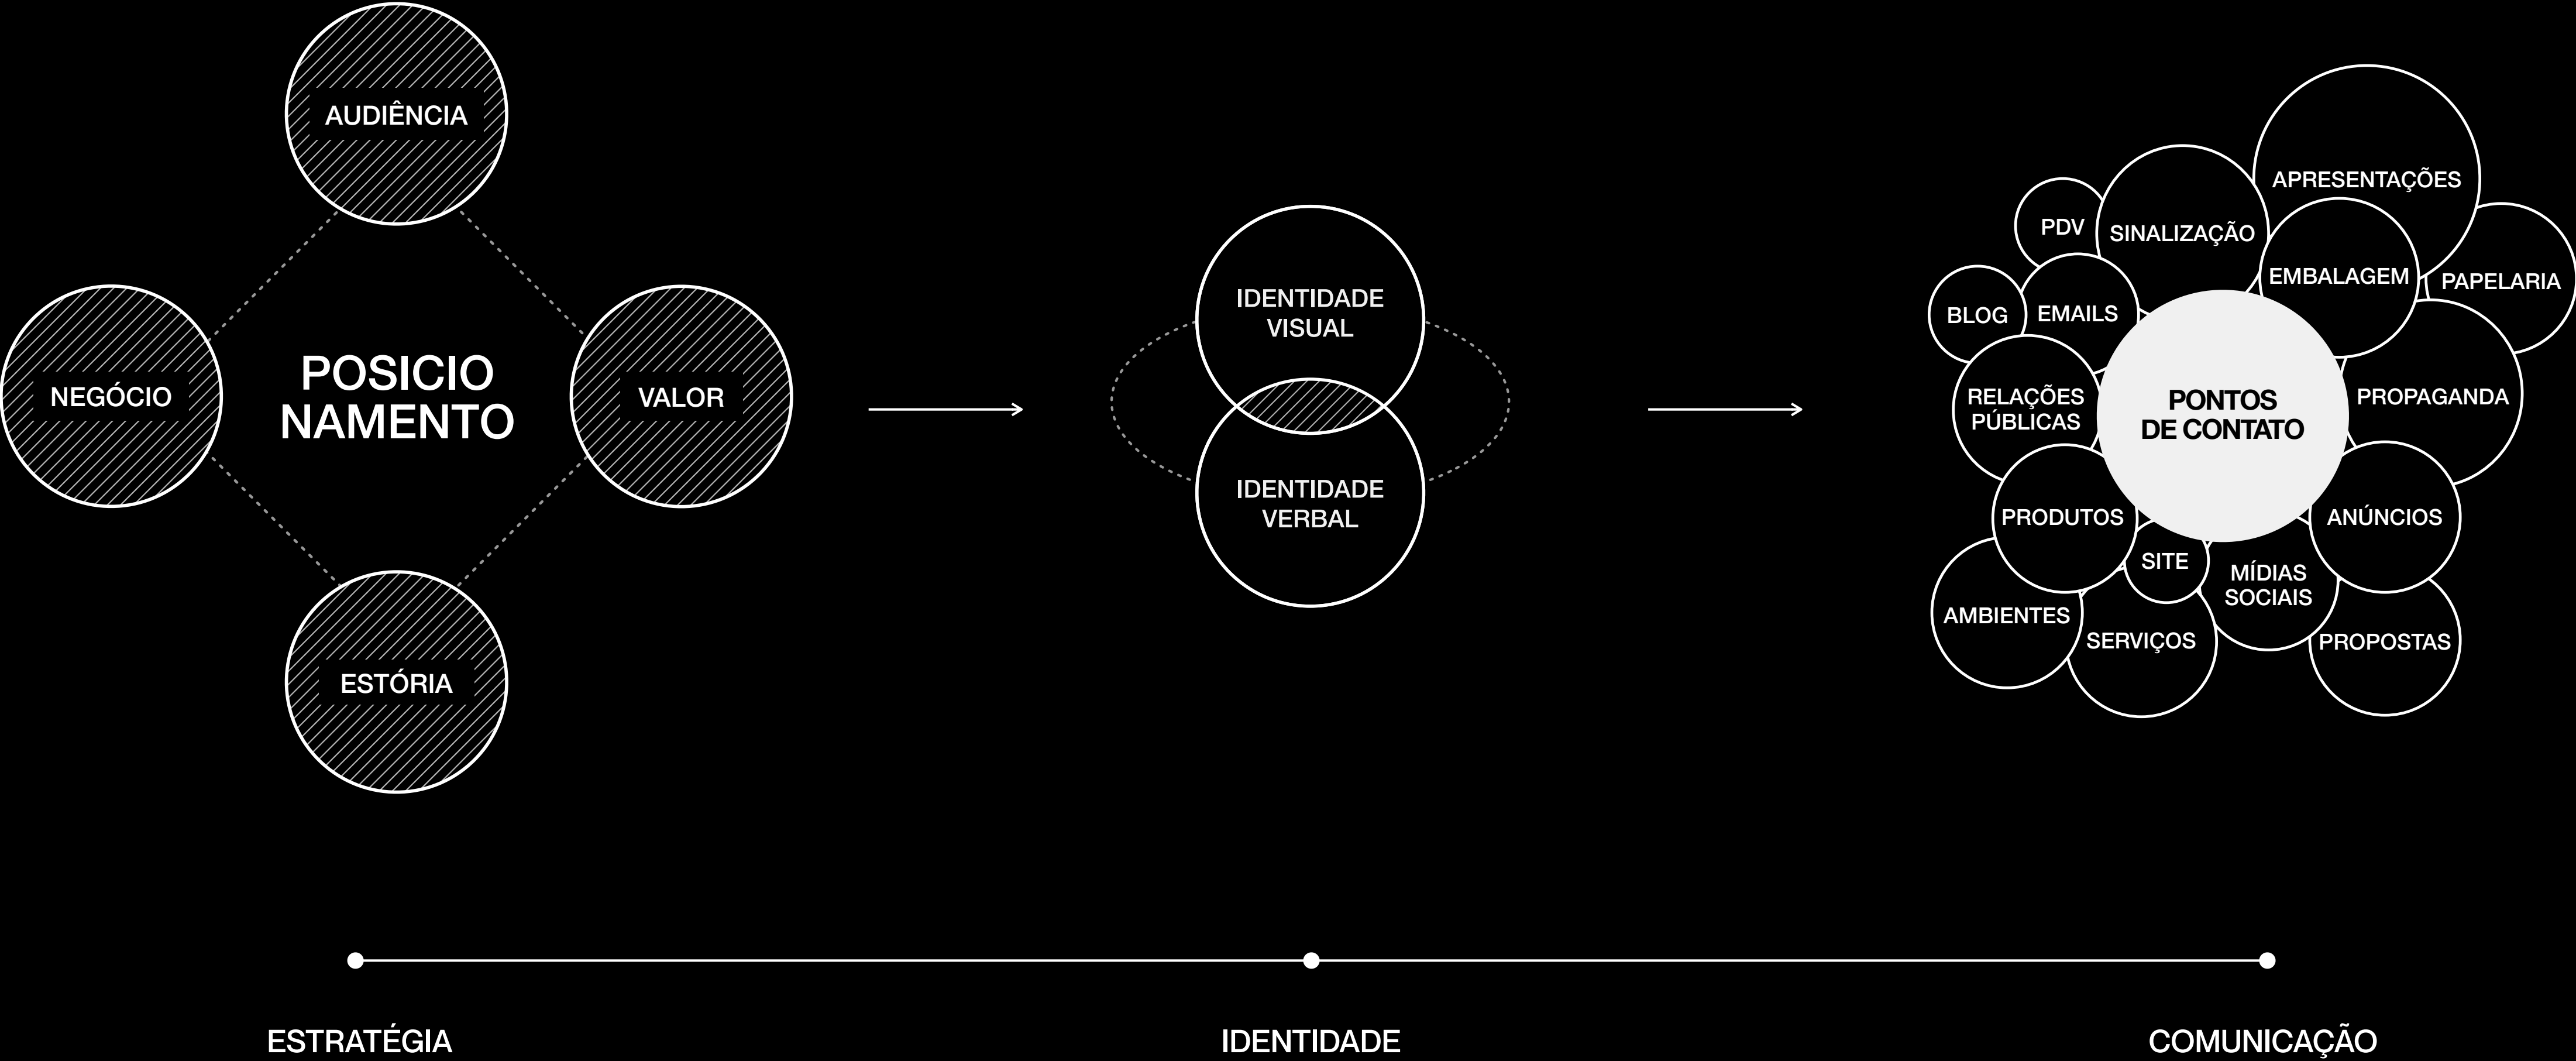 AUDIÊNCIA
NEGÓCIO
POSICIO
NAMENTO
VALOR
ESTÓRIA
IDENTIDADE
VISUAL
IDENTIDADE
VERBAL
APRESENTAÇÕES
PDV
SINALIZAÇÃO
EMBALAGEM
PAPELARIA
BLOG
EMAILS
RELAÇÕES
PÚBLICAS
PONTOS
DE CONTATO
PROPAGANDA
PRODUTOS
ANÚNCIOS
SITE
MÍDIAS
SOCIAIS
AMBIENTES
SERVIÇOS
PROPOSTAS
ESTRATÉGIA
IDENTIDADE
COMUNICAÇÃO